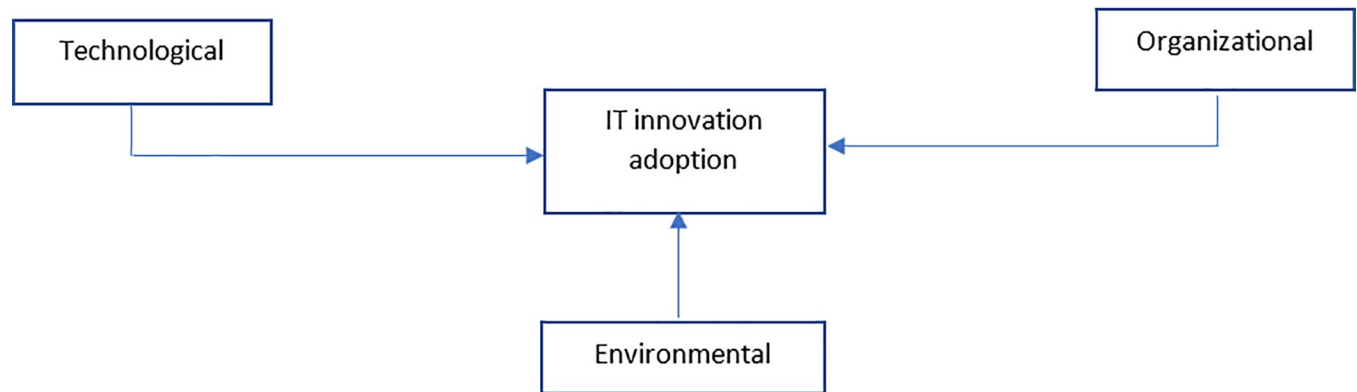 Technological
Organizational
IT innovation
adoption
Environmental